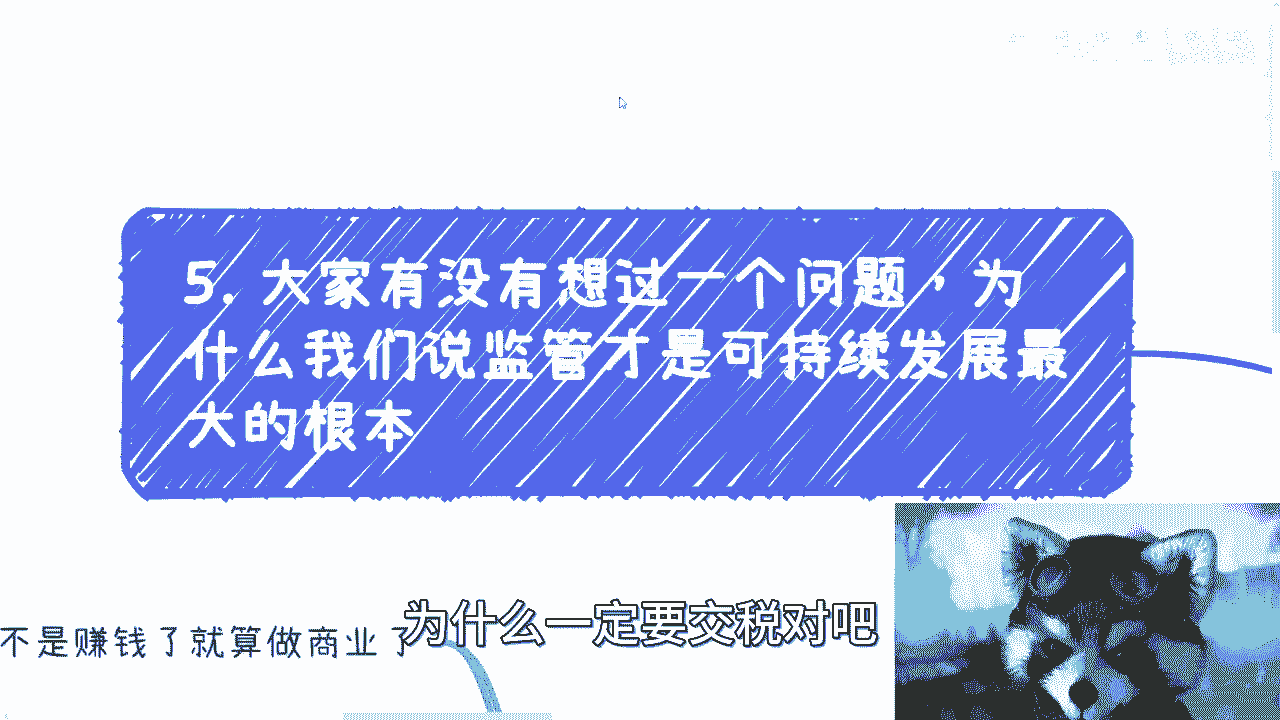 5. 大家有没有想过一个问题，为
什么我们说监管才是可持续发展最
大的根本
不是赚钱了就算做商业了
为什么一定要交税对吧